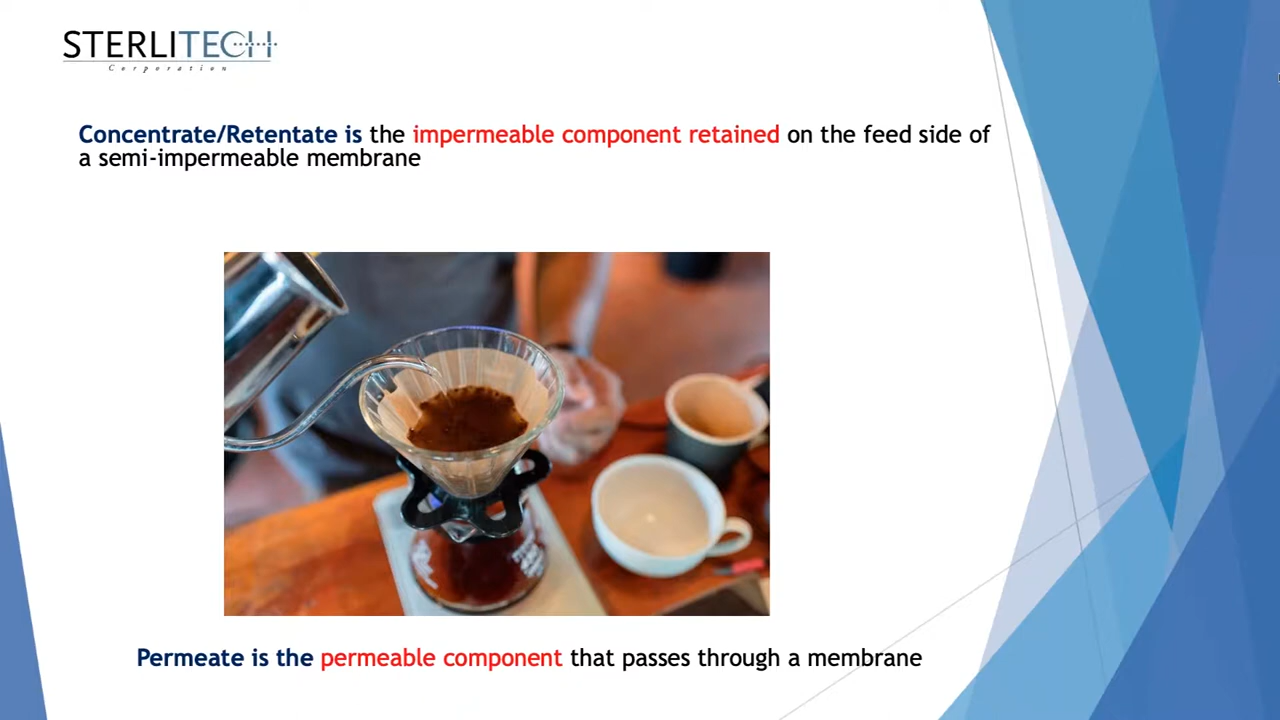 STERLITECH
Corporation
Concentrate/Retentate is the impermeable component retained on the feed side of
a semi-impermeable membrane
Permeate is the permeable component that passes through a membrane